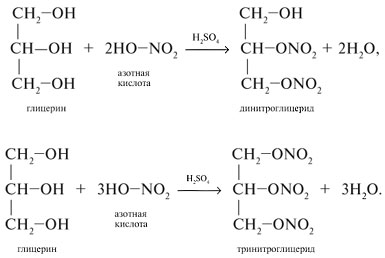 CH₂–OH CH₂–OH
H₂SO₄
CH–OH + 2HO–NO₂ → CH–ONO₂ + 2H₂O,
азотная
кислота
CH₂–OH CH₂–ONO₂
глицерин динитроглицерид
CH₂–OH CH₂–ONO₂
H₂SO₄
CH–OH + 3HO–NO₂ → CH–ONO₂ + 3H₂O.
азотная
кислота
CH₂–OH CH₂–ONO₂
глицерин тринитроглицерид